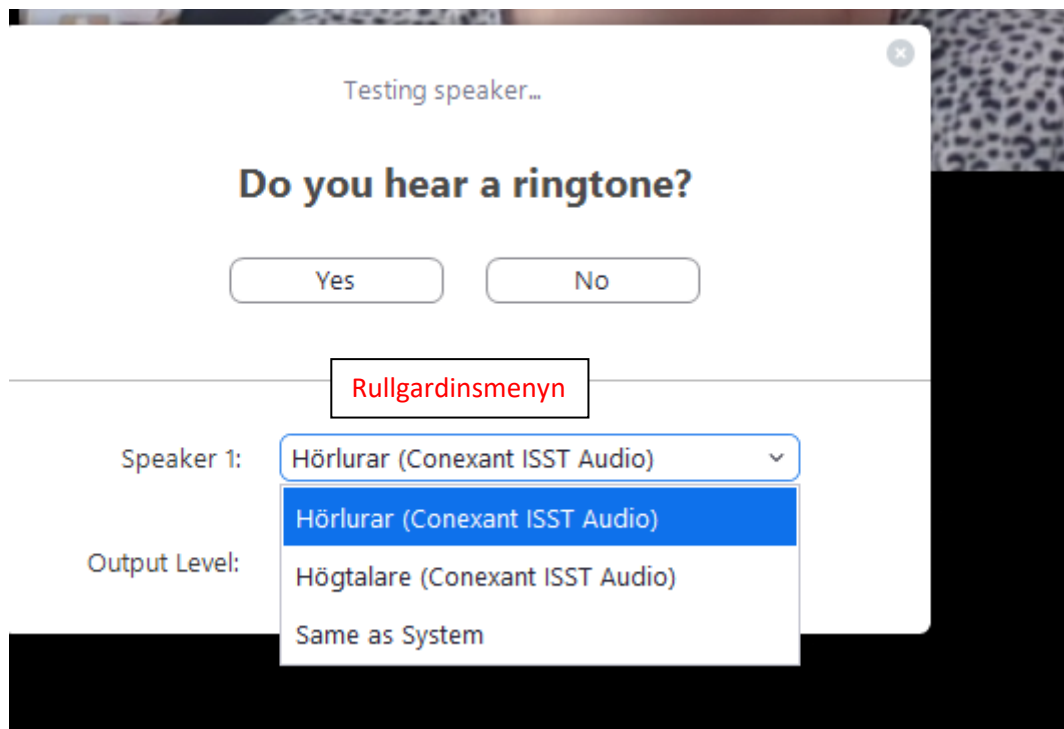 Testing speaker...
Do you hear a ringtone?
Yes No
Rullgardinsmenyn
Speaker 1: Hörlurar (Conexant ISST Audio)
Hörlurar (Conexant ISST Audio)
Output Level:
Högtalare (Conexant ISST Audio)
Same as System